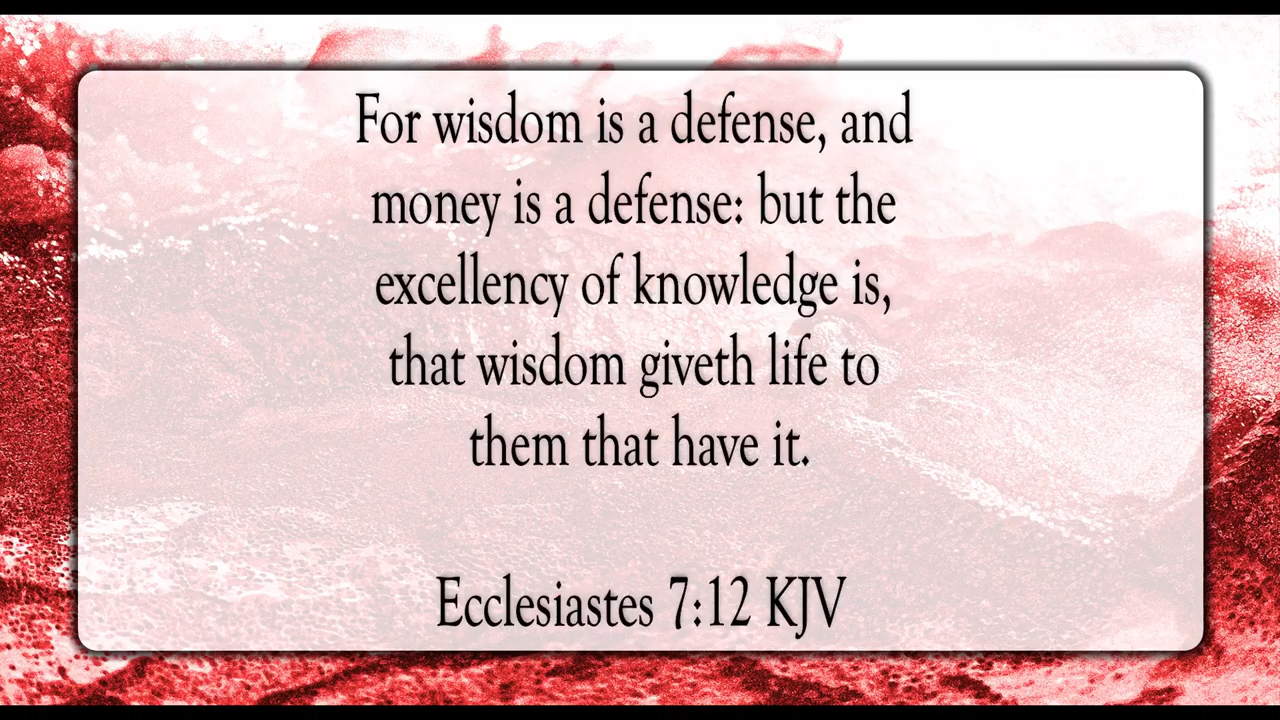 For wisdom is a defense, and
money is a defense: but the
excellency of knowledge is,
that wisdom giveth life to
them that have it.
Ecclesiastes 7:12 KJV